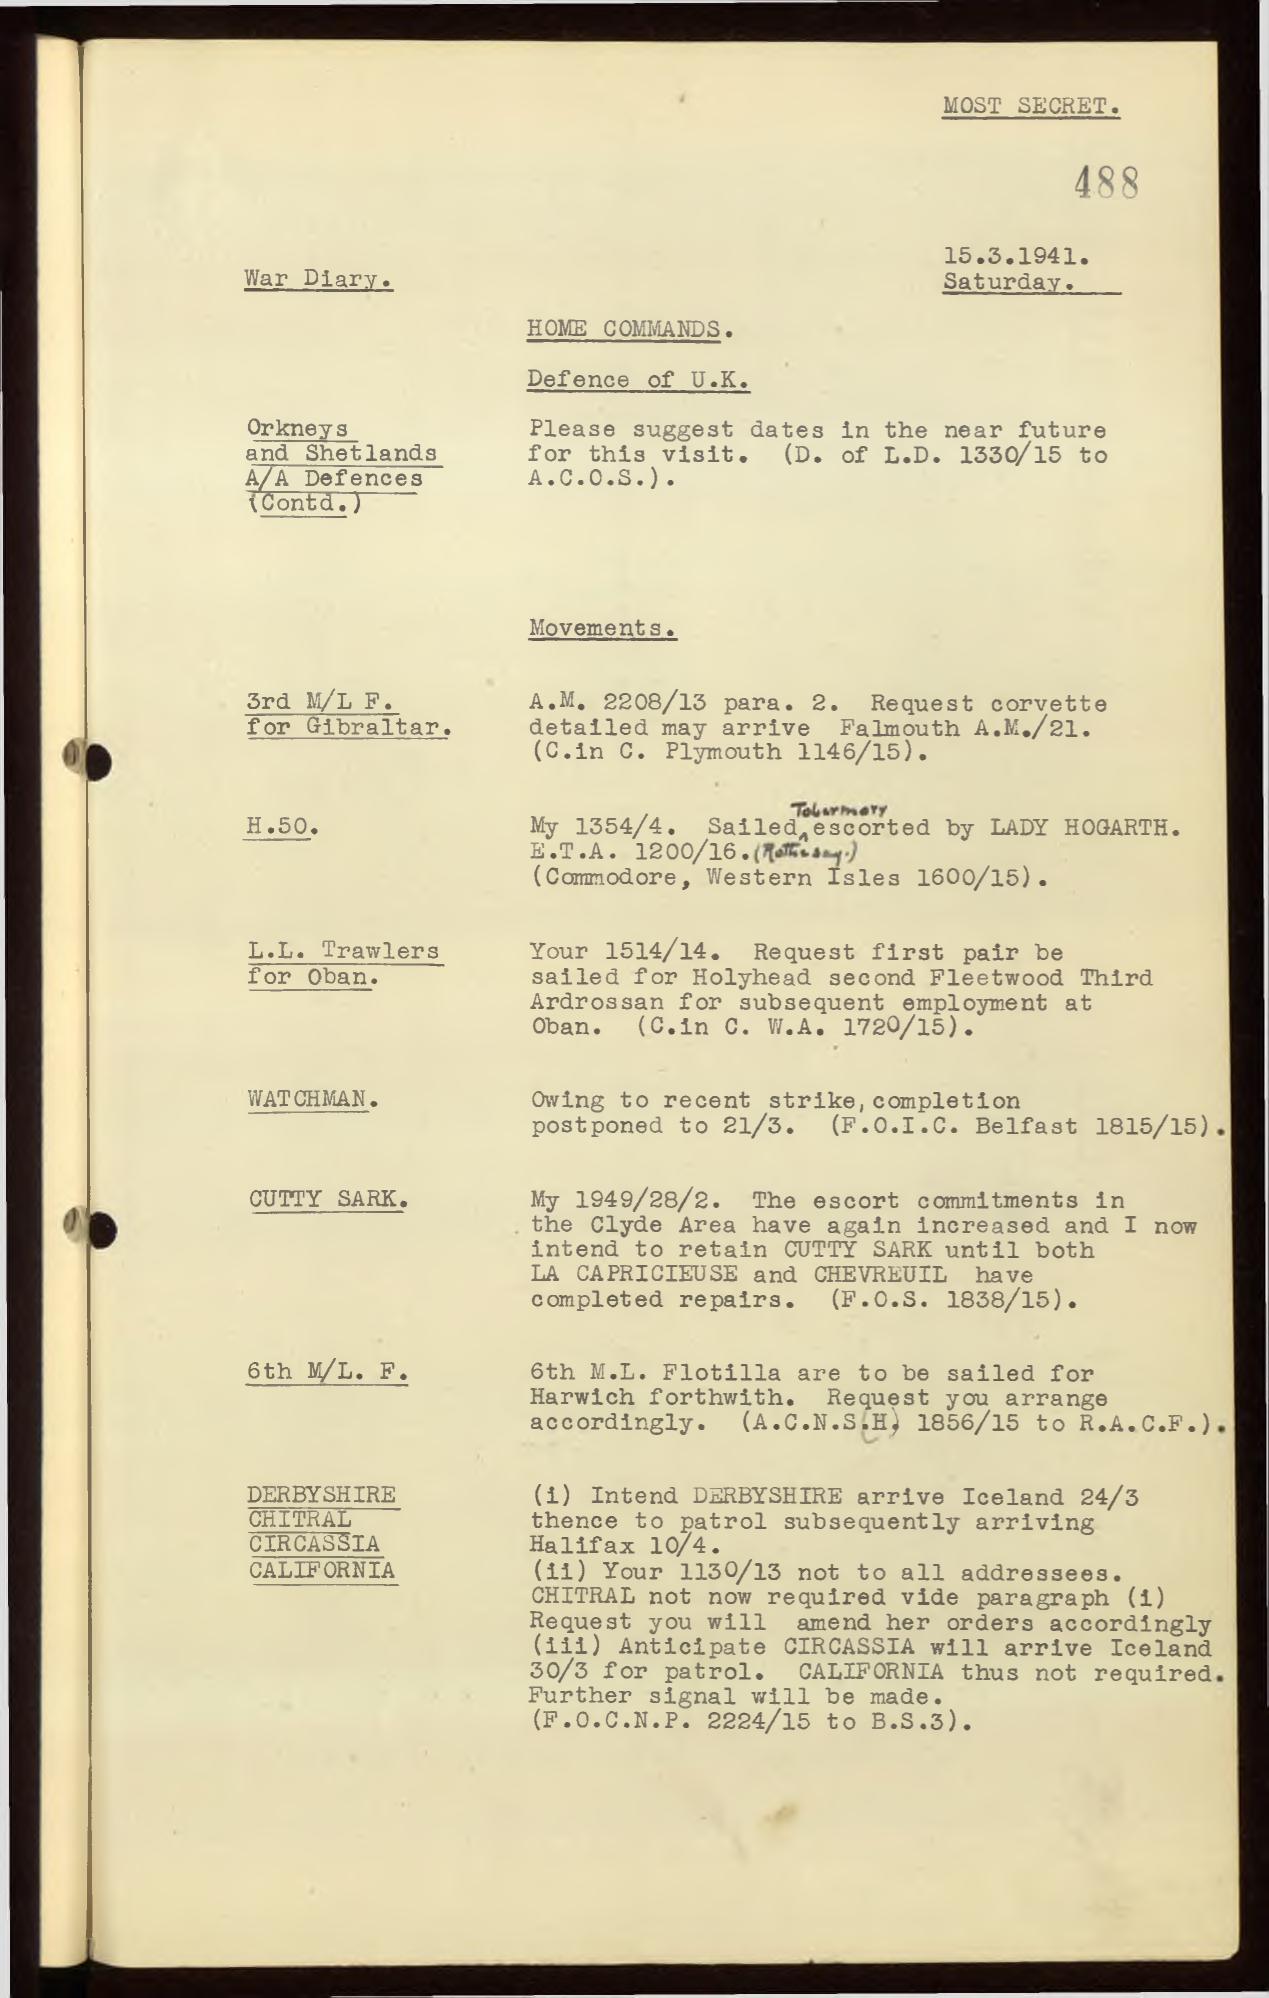 MOST SECRET.
488
15.3.1941.
War Diary.
Saturday.
HOME COMMANDS.
Defence of U.K.
Orkneys
and Shetlands
A/A Defences
(Contd.)
Please suggest dates in the near future
for this visit. (D. of L.D. 1330/15 to
A.C.O.S.).
Movements.
3rd M/L F.
for Gibraltar.
A.M. 2208/13 para. 2. Request corvette
detailed may arrive Falmouth A.M./21.
(C.in C. Plymouth 1146/15).
H.50.
Tobermory
My 1354/4. Sailed‸escorted by LADY HOGARTH.
E.T.A. 1200/16. (Rothesay.)
(Commodore, Western Isles 1600/15).
L.L. Trawlers
for Oban.
Your 1514/14. Request first pair be
sailed for Holyhead second Fleetwood Third
Ardrossan for subsequent employment at
Oban. (C.in C. W.A. 1720/15).
WATCHMAN.
Owing to recent strike, completion
postponed to 21/3. (F.O.I.C. Belfast 1815/15).
CUTTY SARK.
My 1949/28/2. The escort commitments in
the Clyde Area have again increased and I now
intend to retain CUTTY SARK until both
LA CAPRICIEUSE and CHEVREUIL have
completed repairs. (F.O.S. 1838/15).
6th M/L. F.
6th M.L. Flotilla are to be sailed for
Harwich forthwith. Request you arrange
accordingly. (A.C.N.S.(H) 1856/15 to R.A.C.F.).
DERBYSHIRE
CHITRAL
CIRCASSIA
CALIFORNIA
(i) Intend DERBYSHIRE arrive Iceland 24/3
thence to patrol subsequently arriving
Halifax 10/4.
(ii) Your 1130/13 not to all addressees.
CHITRAL not now required vide paragraph (i)
Request you will amend her orders accordingly
(iii) Anticipate CIRCASSIA will arrive Iceland
30/3 for patrol. CALIFORNIA thus not required.
Further signal will be made.
(F.O.C.N.P. 2224/15 to B.S.3).